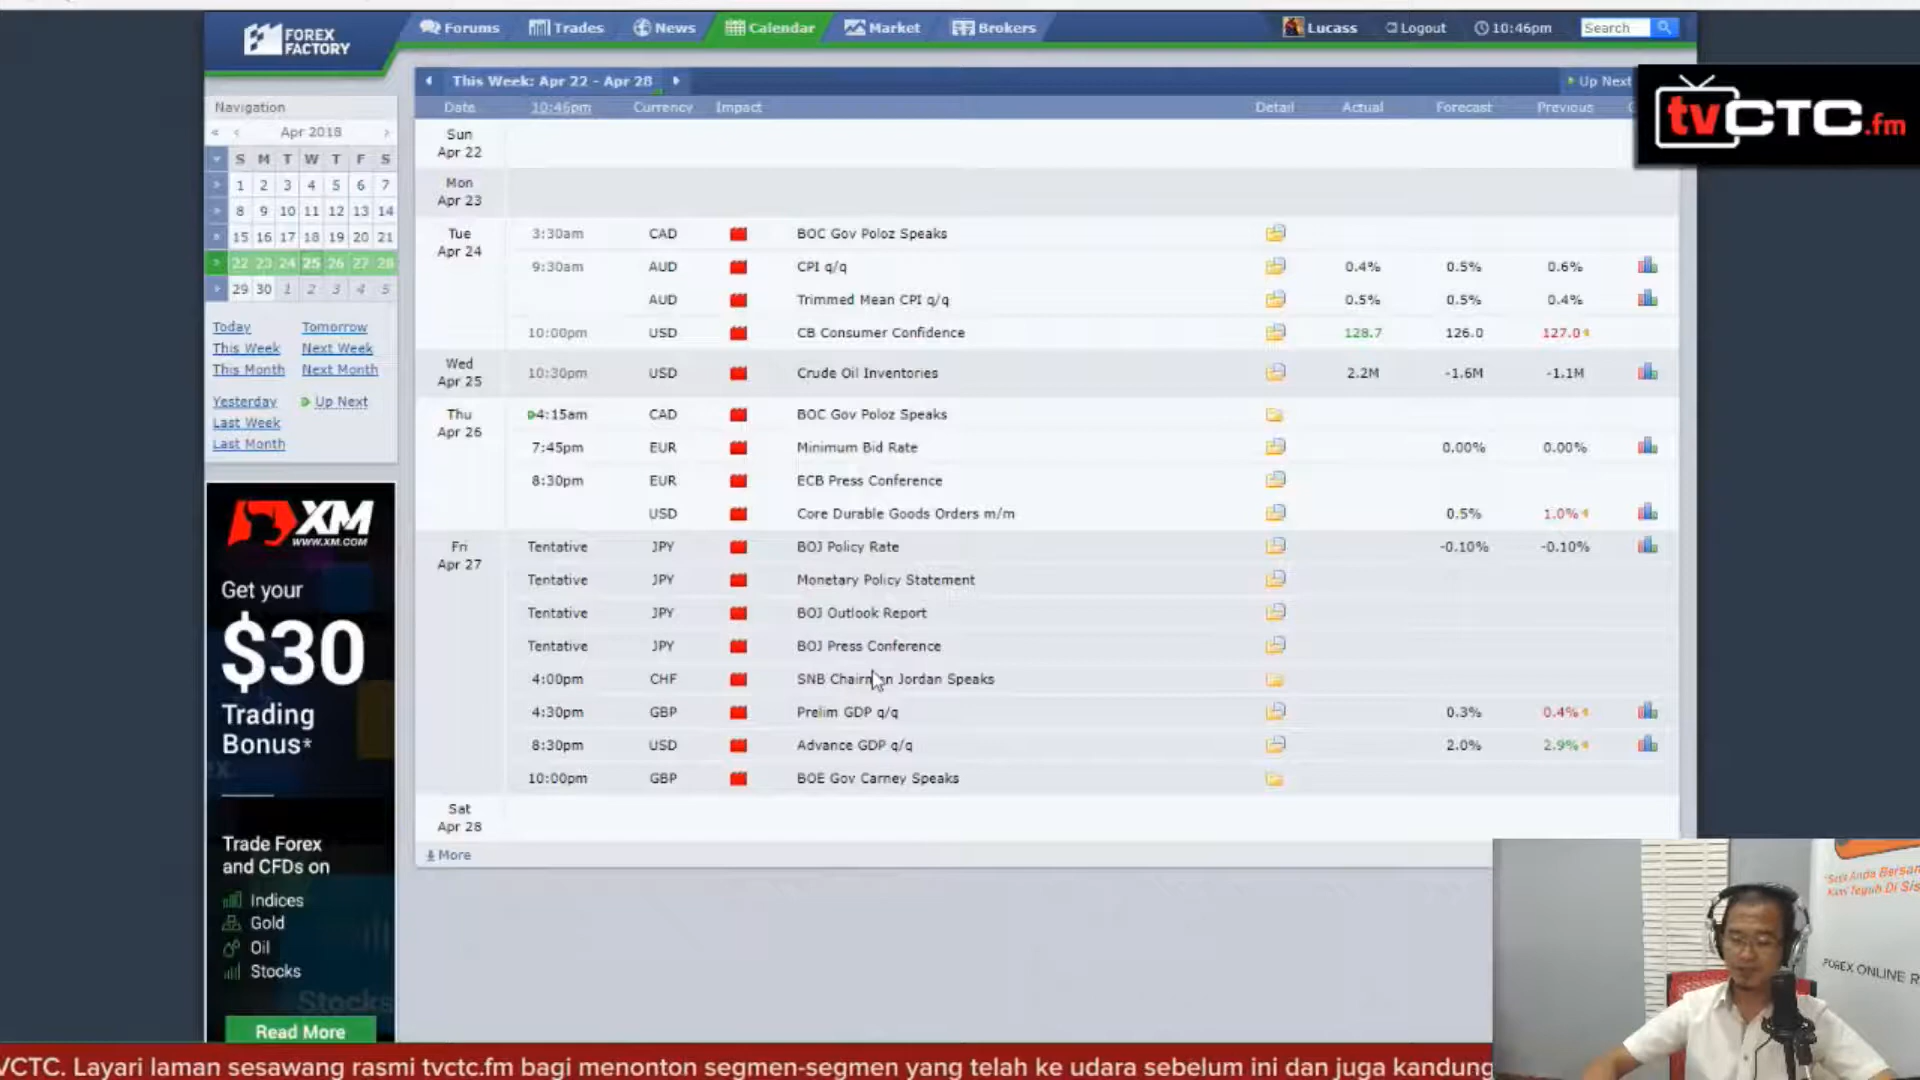 FOREX FACTORY
Forums Trades News Calendar Market Brokers
Lucass Logout 10:46pm Search
This Week: Apr 22 - Apr 28
Up Next
tvCTC.fm
Date 10:46pm Currency Impact Detail Actual Forecast Previous
Navigation
« ‹ Apr 2018 ›
S M T W T F S
1 2 3 4 5 6 7
8 9 10 11 12 13 14
15 16 17 18 19 20 21
22 23 24 25 26 27 28
29 30 1 2 3 4 5
Today Tomorrow
This Week Next Week
This Month Next Month
Yesterday Up Next
Last Week
Last Month
Sun
Apr 22
Mon
Apr 23
Tue
Apr 24
3:30am CAD BOC Gov Poloz Speaks
9:30am AUD CPI q/q 0.4% 0.5% 0.6%
AUD Trimmed Mean CPI q/q 0.5% 0.5% 0.4%
10:00pm USD CB Consumer Confidence 128.7 126.0 127.0
Wed
Apr 25
10:30pm USD Crude Oil Inventories 2.2M -1.6M -1.1M
Thu
Apr 26
4:15am CAD BOC Gov Poloz Speaks
7:45pm EUR Minimum Bid Rate 0.00% 0.00%
8:30pm EUR ECB Press Conference
USD Core Durable Goods Orders m/m 0.5% 1.0%
Fri
Apr 27
Tentative JPY BOJ Policy Rate -0.10% -0.10%
Tentative JPY Monetary Policy Statement
Tentative JPY BOJ Outlook Report
Tentative JPY BOJ Press Conference
4:00pm CHF SNB Chairman Jordan Speaks
4:30pm GBP Prelim GDP q/q 0.3% 0.4%
8:30pm USD Advance GDP q/q 2.0% 2.9%
10:00pm GBP BOE Gov Carney Speaks
Sat
Apr 28
More
XM
WWW.XM.COM
Get your
$30
Trading
Bonus*
Trade Forex
and CFDs on
Indices
Gold
Oil
Stocks
Stocks
Read More
FOREX ONLINE
VCTC. Layari laman sesawang rasmi tvctc.fm bagi menonton segmen-segmen yang telah ke udara sebelum ini dan juga kandung